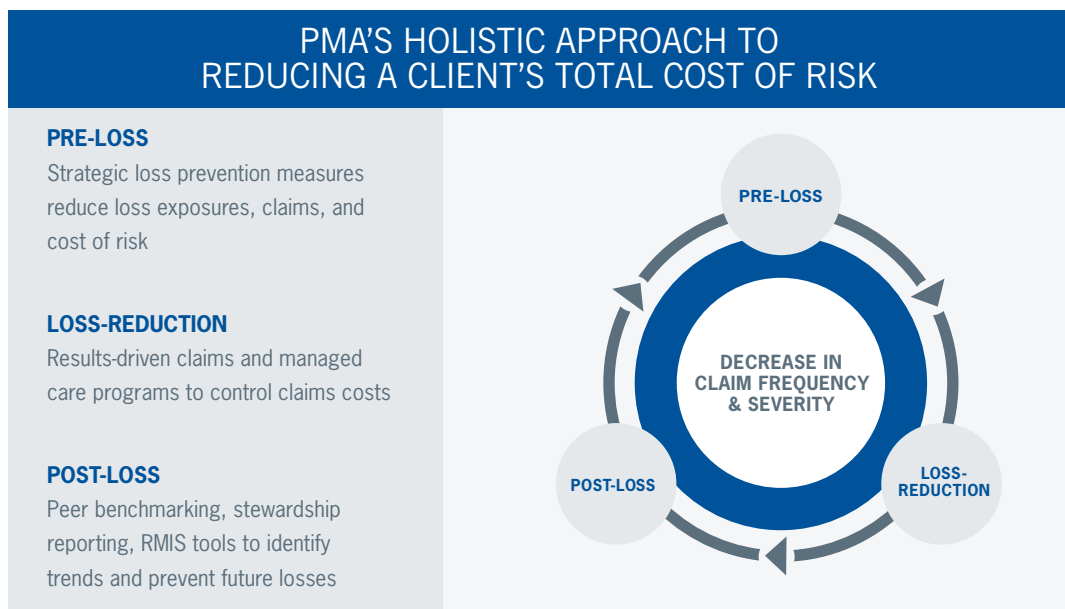 PMA'S HOLISTIC APPROACH TO
REDUCING A CLIENT'S TOTAL COST OF RISK
PRE-LOSS
Strategic loss prevention measures
reduce loss exposures, claims, and
cost of risk
LOSS-REDUCTION
Results-driven claims and managed
care programs to control claims costs
POST-LOSS
Peer benchmarking, stewardship
reporting, RMIS tools to identify
trends and prevent future losses
PRE-LOSS
DECREASE IN
CLAIM FREQUENCY
& SEVERITY
POST-LOSS
LOSS-
REDUCTION